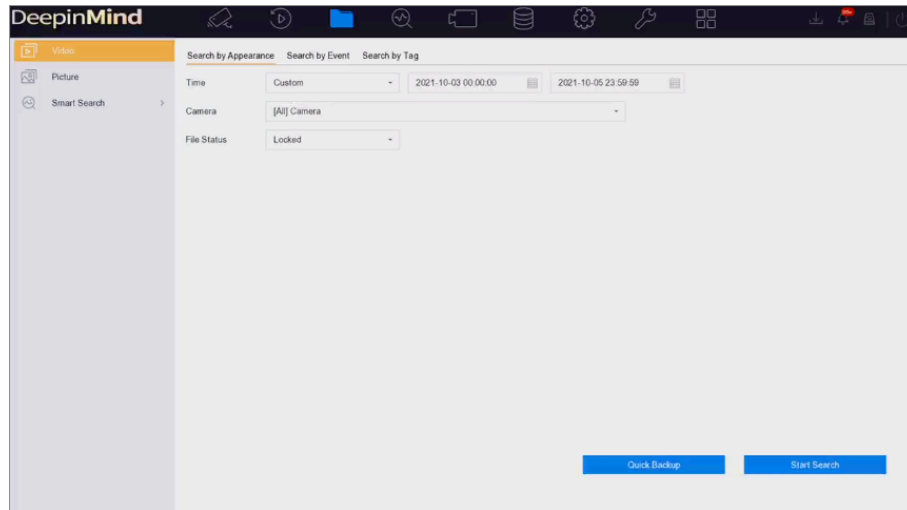 DeepinMind
Video
Picture
Smart Search
Search by Appearance Search by Event Search by Tag
Time Custom 2021-10-03 00:00:00 2021-10-05 23:59:59
Camera [All] Camera
File Status Locked
Quick Backup Start Search